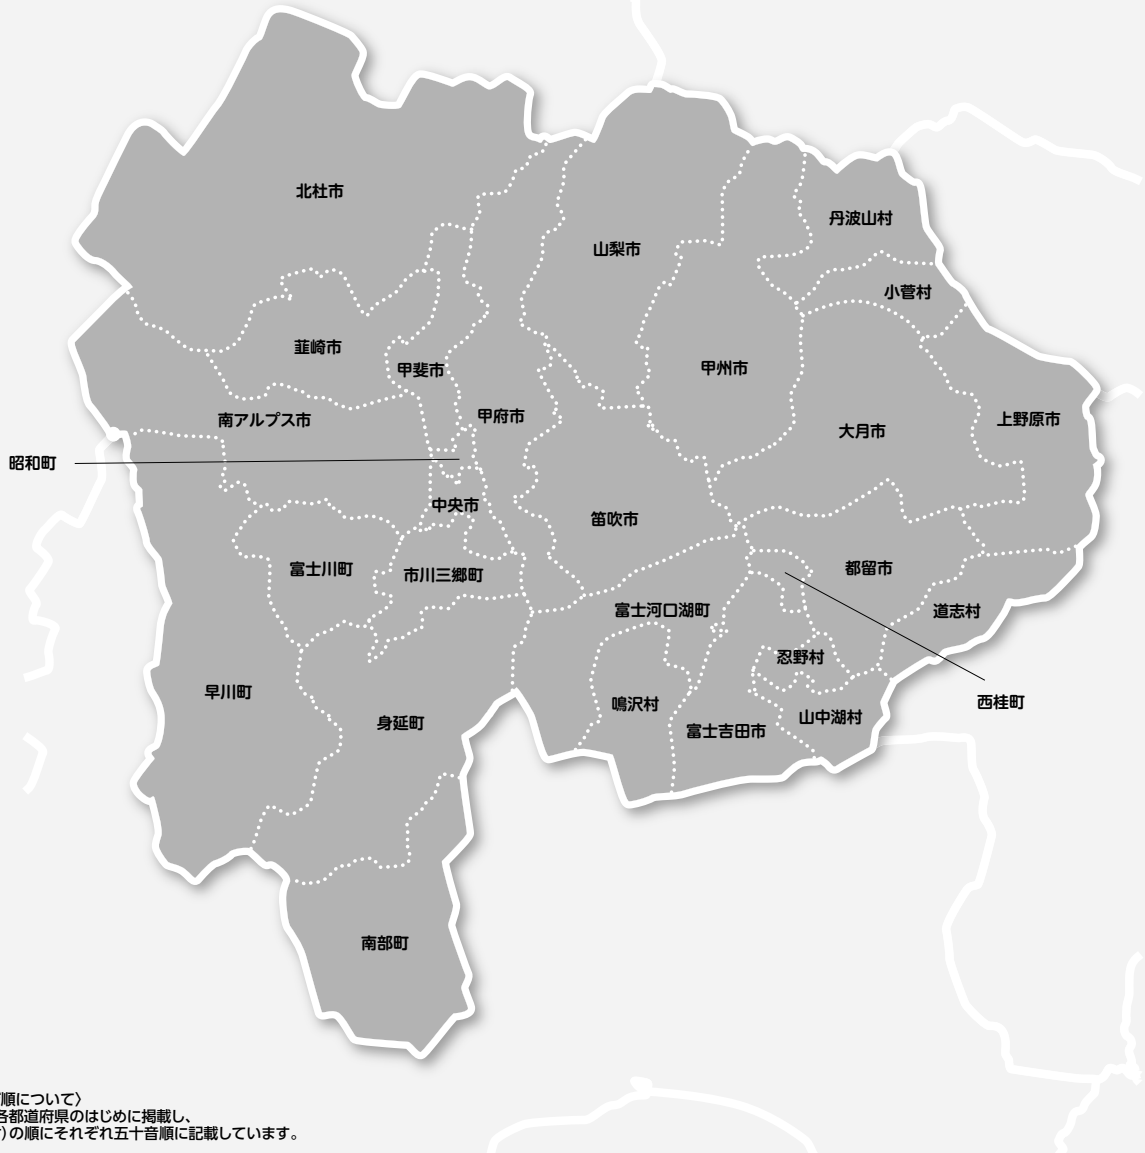 北杜市
丹波山村
山梨市
小菅村
韮崎市
甲斐市
甲州市
南アルプス市
甲府市
大月市
上野原市
昭和町
中央市
笛吹市
富士川町
市川三郷町
都留市
富士河口湖町
道志村
忍野村
早川町
鳴沢村
西桂町
身延町
富士吉田市
山中湖村
南部町
順について〉
各都道府県のはじめに掲載し、
)の順にそれぞれ五十音順に記載しています。